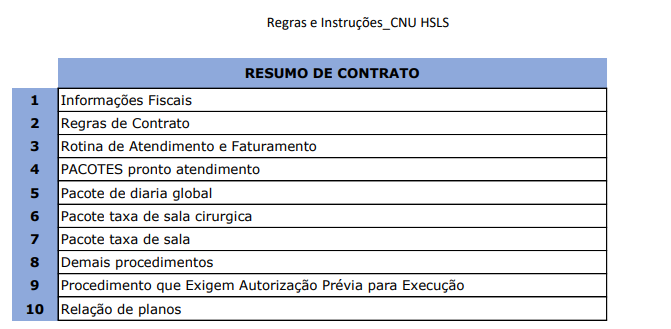 Regras e Instruções_CNU HSLS
RESUMO DE CONTRATO
1 Informações Fiscais
2 Regras de Contrato
3 Rotina de Atendimento e Faturamento
4 PACOTES pronto atendimento
5 Pacote de diaria global
6 Pacote taxa de sala cirurgica
7 Pacote taxa de sala
8 Demais procedimentos
9 Procedimento que Exigem Autorização Prévia para Execução
10 Relação de planos